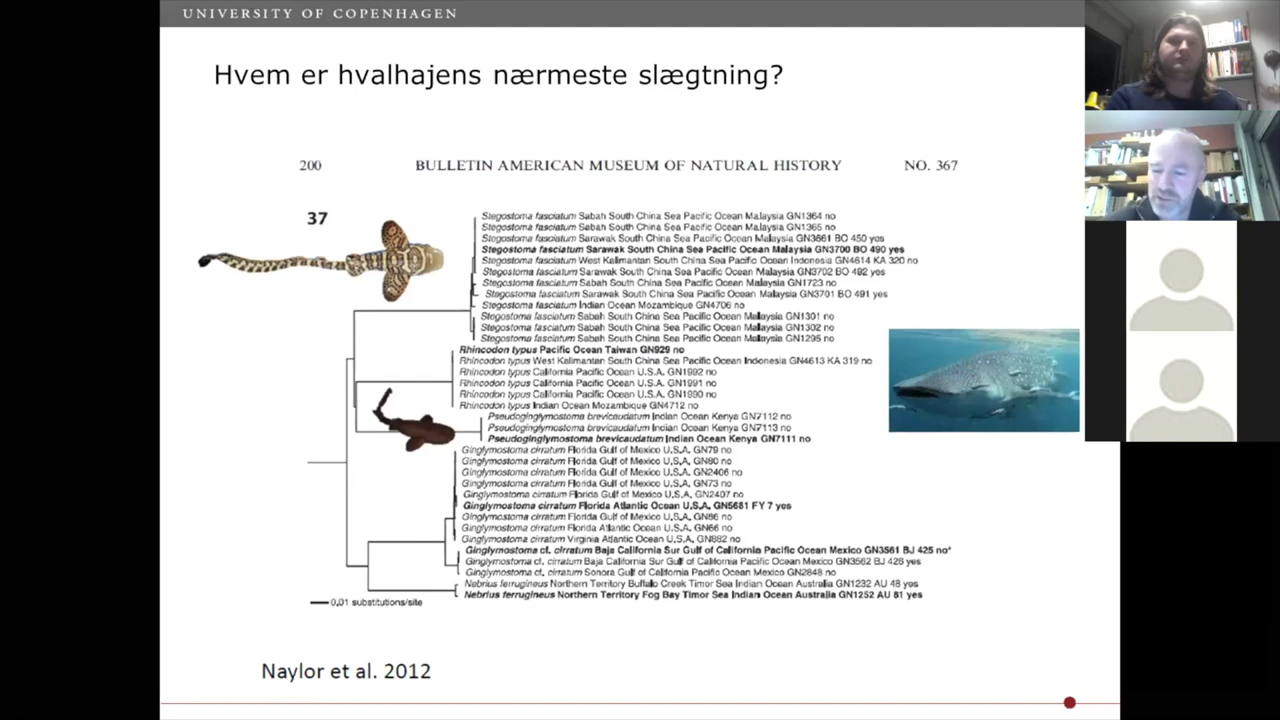 UNIVERSITY OF COPENHAGEN
Hvem er hvalhajens nærmeste slægtning?
200 BULLETIN AMERICAN MUSEUM OF NATURAL HISTORY NO. 367
37
Stegostoma fasciatum Sabah South China Sea Pacific Ocean Malaysia GN1364 no
Stegostoma fasciatum Sabah South China Sea Pacific Ocean Malaysia GN1365 no
Stegostoma fasciatum Sarawak South China Sea Pacific Ocean Malaysia GN3661 BO 450 yes
Stegostoma fasciatum Sarawak South China Sea Pacific Ocean Malaysia GN3700 BO 490 yes
Stegostoma fasciatum West Kalimantan South China Sea Pacific Ocean Indonesia GN4614 KA 320 no
Stegostoma fasciatum Sarawak South China Sea Pacific Ocean Malaysia GN3702 BO 492 yes
Stegostoma fasciatum Sabah South China Sea Pacific Ocean Malaysia GN1723 no
Stegostoma fasciatum Sarawak South China Sea Pacific Ocean Malaysia GN3701 BO 491 yes
Stegostoma fasciatum Indian Ocean Mozambique GN4706 no
Stegostoma fasciatum Sabah South China Sea Pacific Ocean Malaysia GN1301 no
Stegostoma fasciatum Sabah South China Sea Pacific Ocean Malaysia GN1302 no
Stegostoma fasciatum Sabah South China Sea Pacific Ocean Malaysia GN1295 no
Rhincodon typus Pacific Ocean Taiwan GN929 no
Rhincodon typus West Kalimantan South China Sea Pacific Ocean Indonesia GN4613 KA 319 no
Rhincodon typus California Pacific Ocean U.S.A. GN1992 no
Rhincodon typus California Pacific Ocean U.S.A. GN1991 no
Rhincodon typus California Pacific Ocean U.S.A. GN1990 no
Rhincodon typus Indian Ocean Mozambique GN4712 no
Pseudoginglymostoma brevicaudatum Indian Ocean Kenya GN7112 no
Pseudoginglymostoma brevicaudatum Indian Ocean Kenya GN7113 no
Pseudoginglymostoma brevicaudatum Indian Ocean Kenya GN7111 no
Ginglymostoma cirratum Florida Gulf of Mexico U.S.A. GN79 no
Ginglymostoma cirratum Florida Gulf of Mexico U.S.A. GN80 no
Ginglymostoma cirratum Florida Gulf of Mexico U.S.A. GN2406 no
Ginglymostoma cirratum Florida Gulf of Mexico U.S.A. GN73 no
Ginglymostoma cirratum Florida Gulf of Mexico U.S.A. GN2407 no
Ginglymostoma cirratum Florida Atlantic Ocean U.S.A. GN5681 FY 7 yes
Ginglymostoma cirratum Florida Gulf of Mexico U.S.A. GN86 no
Ginglymostoma cirratum Florida Atlantic Ocean U.S.A. GN66 no
Ginglymostoma cirratum Virginia Atlantic Ocean U.S.A. GN882 no
Ginglymostoma cf. cirratum Baja California Sur Gulf of California Pacific Ocean Mexico GN3561 BJ 425 no*
Ginglymostoma cf. cirratum Baja California Sur Gulf of California Pacific Ocean Mexico GN3562 BJ 426 yes
Ginglymostoma cf. cirratum Sonora Gulf of California Pacific Ocean Mexico GN2848 no
Nebrius ferrugineus Northern Territory Buffalo Creek Timor Sea Indian Ocean Australia GN1232 AU 48 yes
Nebrius ferrugineus Northern Territory Fog Bay Timor Sea Indian Ocean Australia GN1252 AU 81 yes
0.01 substitutions/site
Naylor et al. 2012